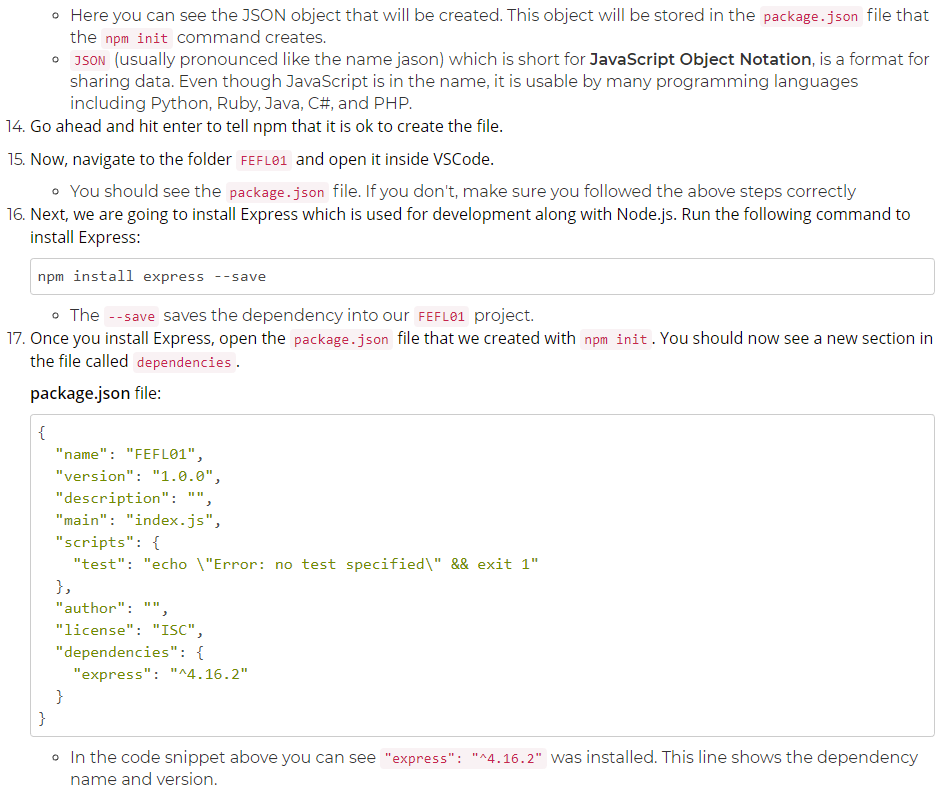 Here you can see the JSON object that will be created. This object will be stored in the package.json file that
the npm init command creates.
JSON (usually pronounced like the name jason) which is short for JavaScript Object Notation, is a format for
sharing data. Even though JavaScript is in the name, it is usable by many programming languages
including Python, Ruby, Java, C#, and PHP.
14. Go ahead and hit enter to tell npm that it is ok to create the file.
15. Now, navigate to the folder FEFL01 and open it inside VSCode.
You should see the package.json file. If you don't, make sure you followed the above steps correctly
16. Next, we are going to install Express which is used for development along with Node.js. Run the following command to
install Express:
npm install express --save
The --save saves the dependency into our FEFL01 project.
17. Once you install Express, open the package.json file that we created with npm init. You should now see a new section in
the file called dependencies.
package.json file:
{
  "name": "FEFL01",
  "version": "1.0.0",
  "description": "",
  "main": "index.js",
  "scripts": {
    "test": "echo \"Error: no test specified\" && exit 1"
  },
  "author": "",
  "license": "ISC",
  "dependencies": {
    "express": "^4.16.2"
  }
}
In the code snippet above you can see "express": "^4.16.2" was installed. This line shows the dependency
name and version.